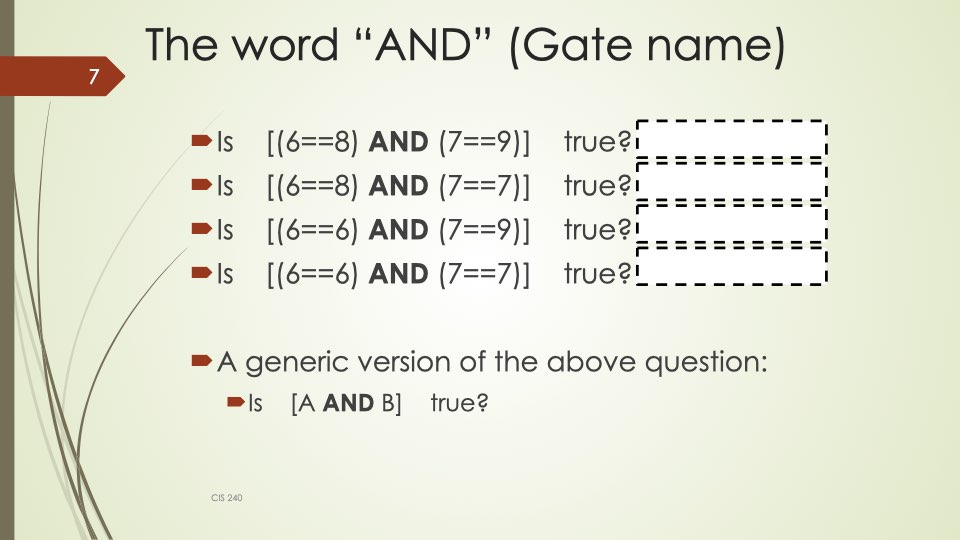 The word “AND” (Gate name)
7
Is [(6==8) AND (7==9)] true?
Is [(6==8) AND (7==7)] true?
Is [(6==6) AND (7==9)] true?
Is [(6==6) AND (7==7)] true?
A generic version of the above question:
Is [A AND B] true?
CIS 240